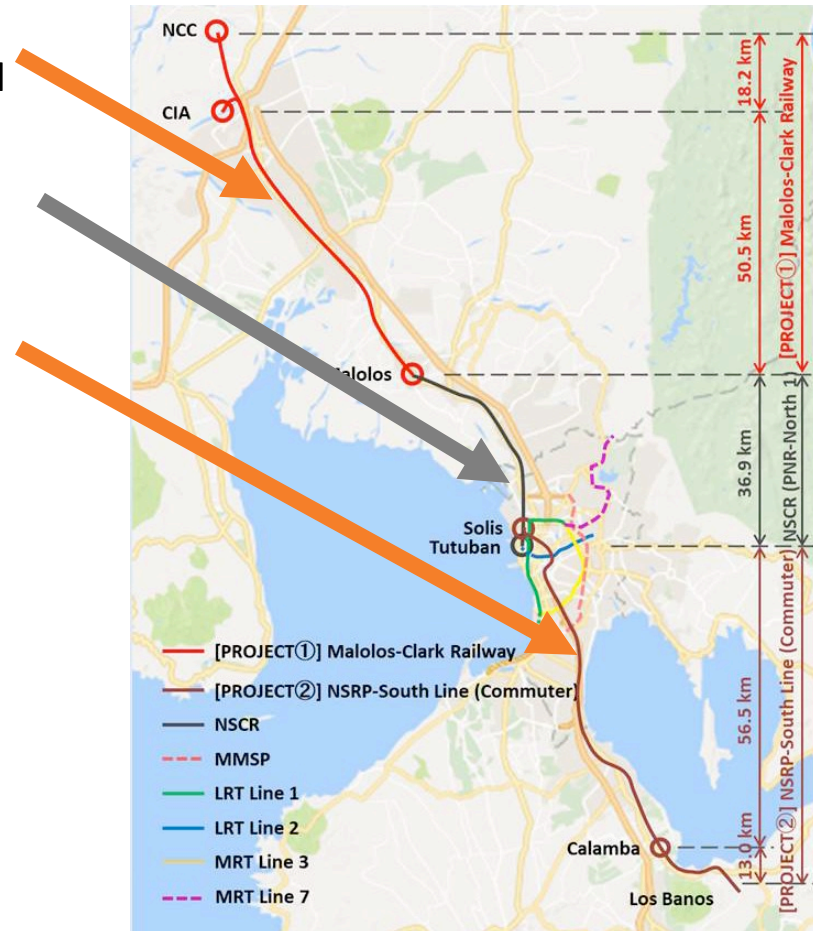 NCC
CIA
alolos
Solis
Tutuban
Calamba
Los Banos
18.2 km
50.5 km
36.9 km
56.5 km
13.0 km
[PROJECT①] Malolos-Clark Railway
NSCR (PNR-North 1)
[PROJECT②] NSRP-South Line (Commuter)
[PROJECT①] Malolos-Clark Railway
[PROJECT②] NSRP-South Line (Commuter)
NSCR
MMSP
LRT Line 1
LRT Line 2
MRT Line 3
MRT Line 7